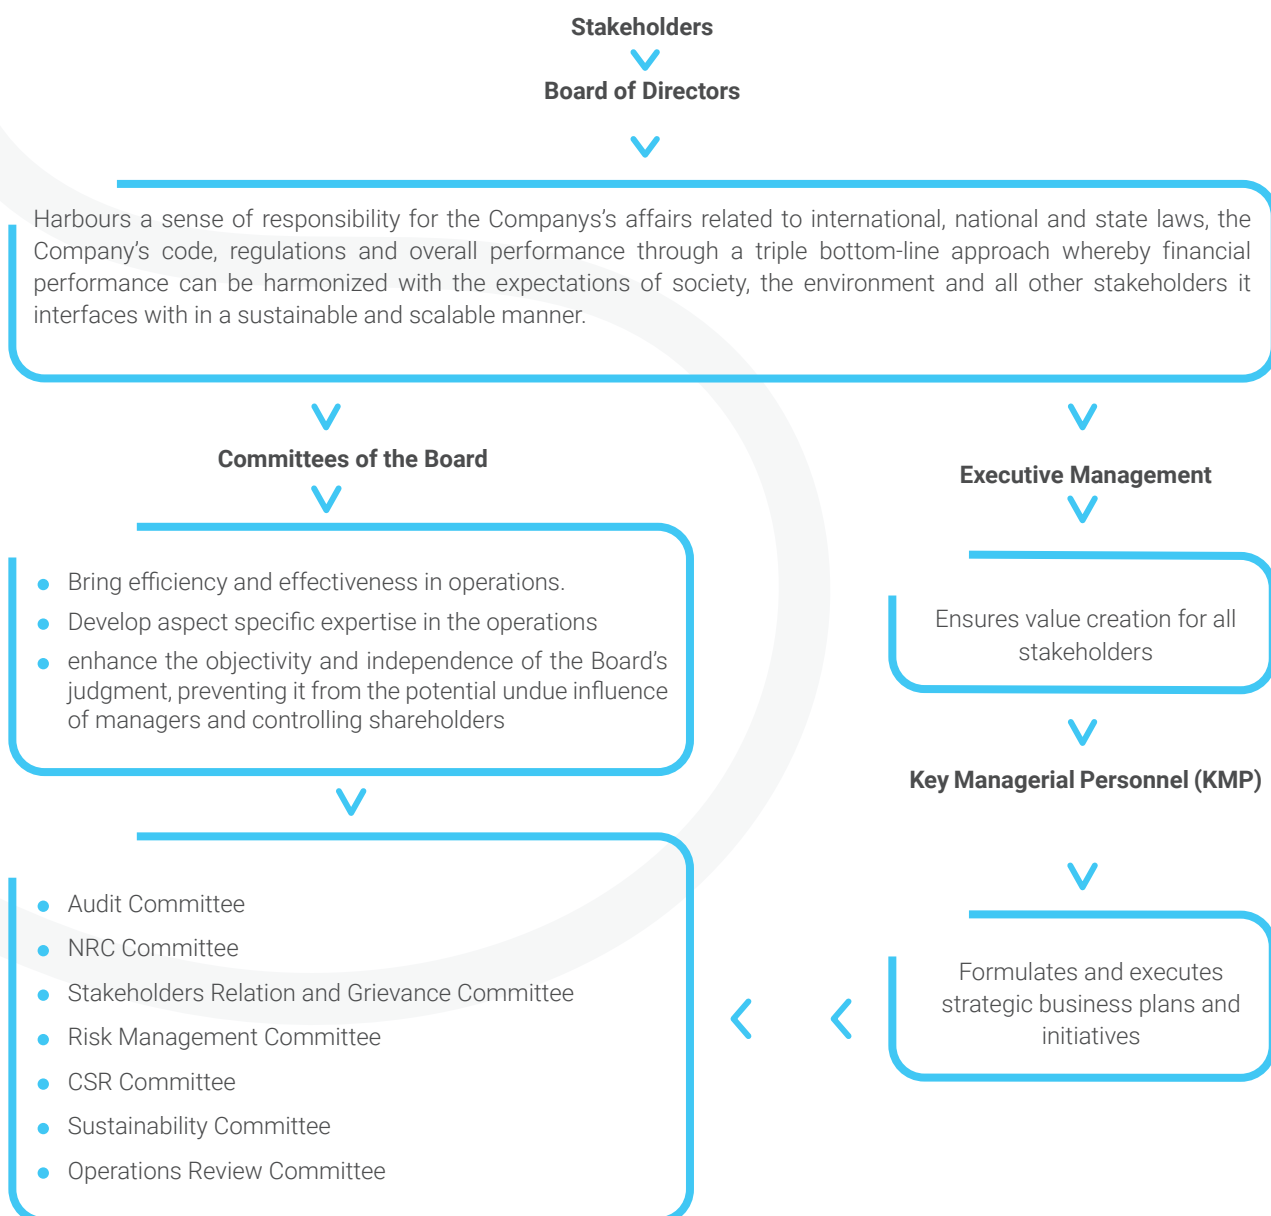 Stakeholders
Board of Directors
Harbours a sense of responsibility for the Companys's affairs related to international, national and state laws, the
Company's code, regulations and overall performance through a triple bottom-line approach whereby financial
performance can be harmonized with the expectations of society, the environment and all other stakeholders it
interfaces with in a sustainable and scalable manner.
Committees of the Board
Bring efficiency and effectiveness in operations.
Develop aspect specific expertise in the operations
enhance the objectivity and independence of the Board's
judgment, preventing it from the potential undue influence
of managers and controlling shareholders
Audit Committee
NRC Committee
Stakeholders Relation and Grievance Committee
Risk Management Committee
CSR Committee
Sustainability Committee
Operations Review Committee
Executive Management
Ensures value creation for all
stakeholders
Key Managerial Personnel (KMP)
Formulates and executes
strategic business plans and
initiatives